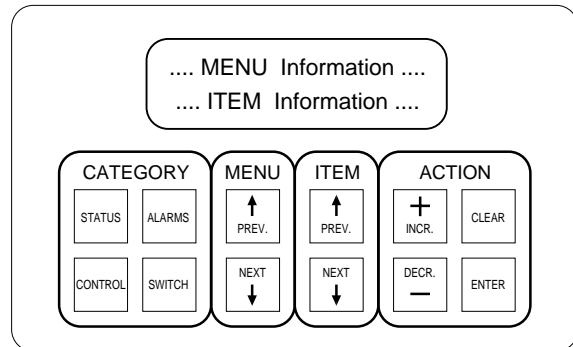 .... MENU Information ....
.... ITEM Information ....
CATEGORY MENU ITEM ACTION
STATUS ALARMS PREV. PREV. INCR. CLEAR
CONTROL SWITCH NEXT NEXT DECR. ENTER